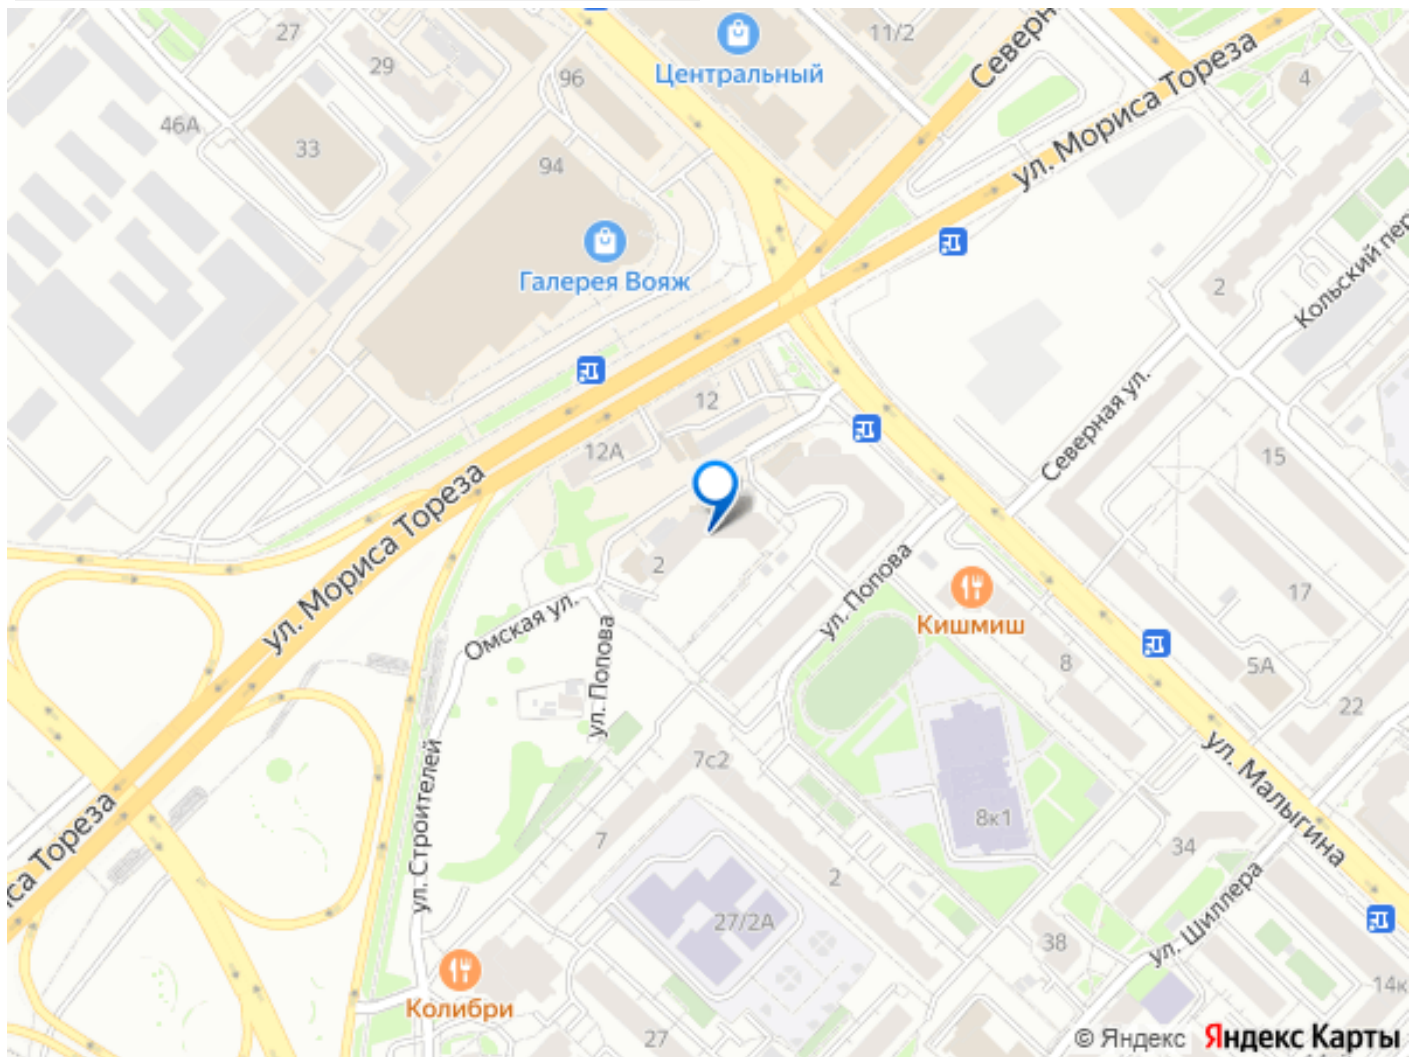 27
Центральный
11/2
Северн
29
96
4
46А
33
ул. Мориса Тореза
94
Галерея Вояж
2
Кольский пер
12
12А
Северная ул.
15
ул. Мориса Тореза
2
17
Омская ул.
ул. Попова
ул. Попова
Кишмиш
8
5А
22
7с2
ул. Малыгина
ул. Строителей
8к1
7
34
са Тореза
2
27/2А
38
ул. Шиллера
14к
Колибри
27
© Яндекс Яндекс Карты